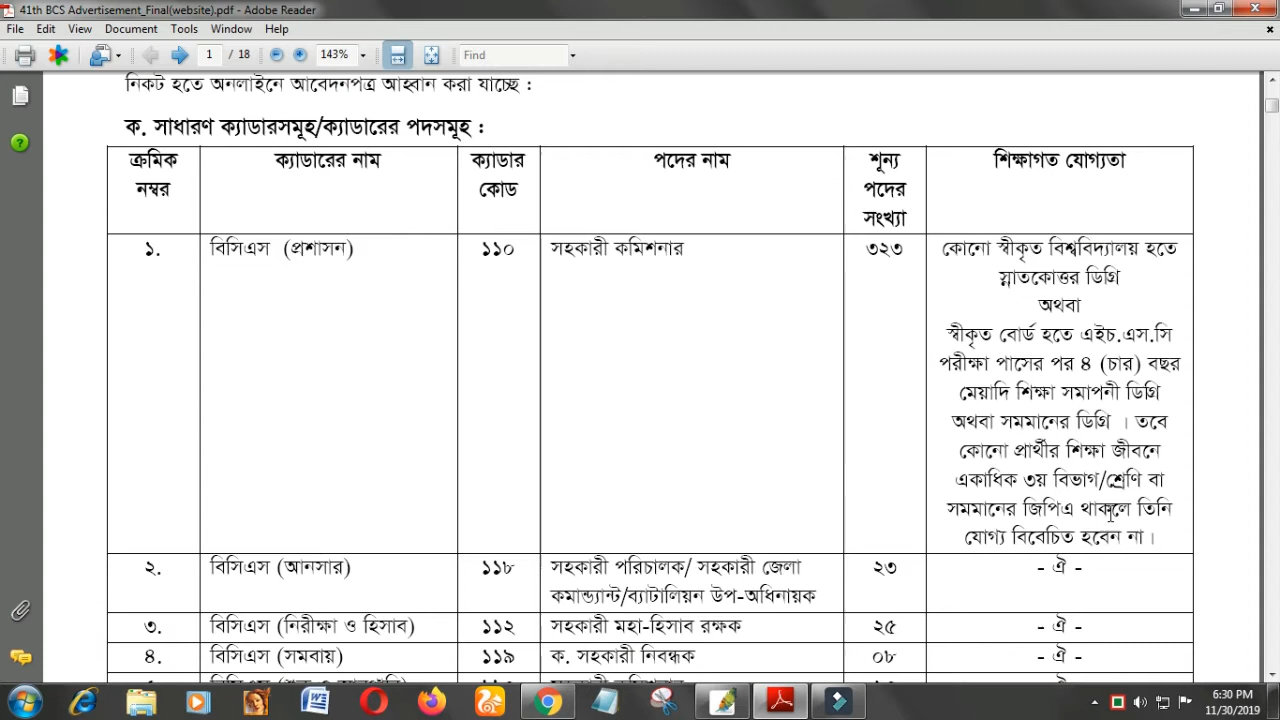 41th BCS Advertisement_Final(website).pdf - Adobe Reader
File Edit View Document Tools Window Help
1 / 18 143% Find
নিকট হতে অনলাইনে আবেদনপত্র আহ্বান করা যাচ্ছে :
ক. সাধারণ ক্যাডারসমূহ/ক্যাডারের পদসমূহ :
ক্রমিক নম্বর
ক্যাডারের নাম
ক্যাডার কোড
পদের নাম
শূন্য পদের সংখ্যা
শিক্ষাগত যোগ্যতা
১. বিসিএস (প্রশাসন) ১১০ সহকারী কমিশনার ৩২৩
কোনো স্বীকৃত বিশ্ববিদ্যালয় হতে
স্নাতকোত্তর ডিগ্রি
অথবা
স্বীকৃত বোর্ড হতে এইচ.এস.সি
পরীক্ষা পাসের পর ৪ (চার) বছর
মেয়াদি শিক্ষা সমাপনী ডিগ্রি
অথবা সমমানের ডিগ্রি । তবে
কোনো প্রার্থীর শিক্ষা জীবনে
একাধিক ৩য় বিভাগ/শ্রেণি বা
সমমানের জিপিএ থাকলে তিনি
যোগ্য বিবেচিত হবেন না।
২. বিসিএস (আনসার) ১১৮ সহকারী পরিচালক/ সহকারী জেলা ২৩ - ঐ -
কমান্ড্যান্ট/ব্যাটালিয়ন উপ-অধিনায়ক
৩. বিসিএস (নিরীক্ষা ও হিসাব) ১১২ সহকারী মহা-হিসাব রক্ষক ২৫ - ঐ -
৪. বিসিএস (সমবায়) ১১৯ ক. সহকারী নিবন্ধক ০৮ - ঐ -
6:30 PM
11/30/2019